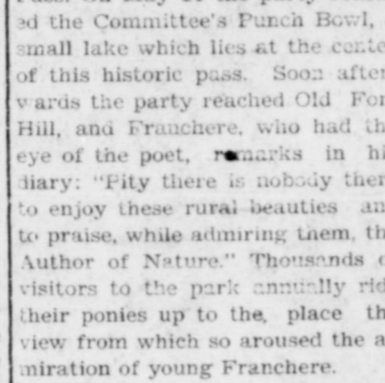 ed the Committee's Punch Bowl,
small lake which lies at the cente
of this historic pass. Soon after
wards the party reached Old For
Hill, and Franchere, who had th
eye of the poet, remarks in hi
diary: "Pity there is nobody ther
to enjoy these rural beauties an
to praise, while admiring them, th
Author of Nature." Thousands o
visitors to the park annually rid
their ponies up to the, place th
view from which so aroused the a
miration of young Franchere.